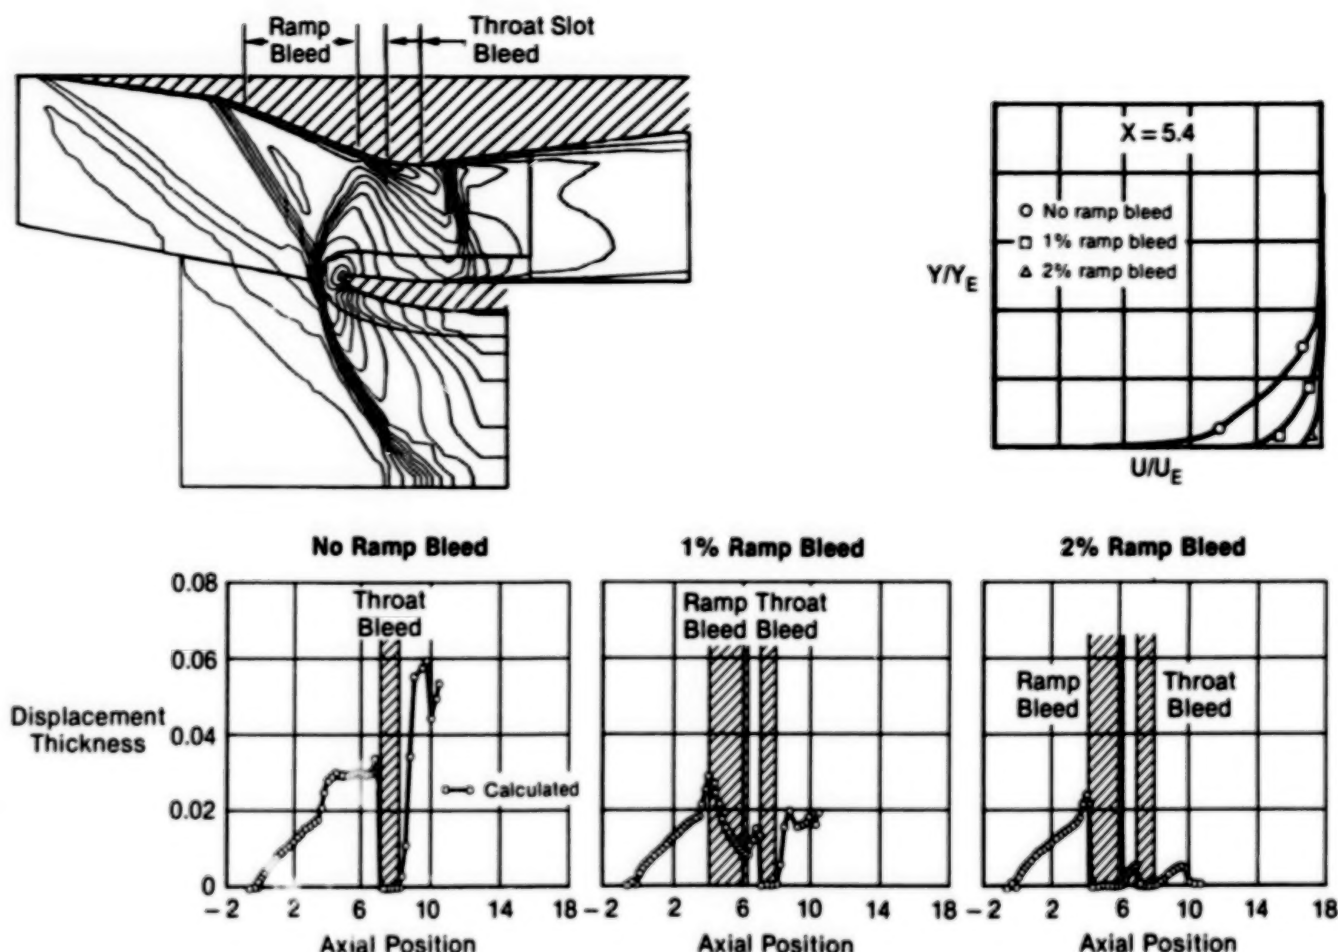 Ramp
Bleed
Throat Slot
Bleed
X = 5.4
No ramp bleed
1% ramp bleed
2% ramp bleed
Y/Y_E
U/U_E
No Ramp Bleed
1% Ramp Bleed
2% Ramp Bleed
0.08
0.06
0.04
0.02
0
Displacement
Thickness
Throat
Bleed
Calculated
Ramp Throat
Bleed Bleed
Ramp
Bleed
Throat
Bleed
-2 2 6 10 14 18
-2 2 6 10 14 18
-2 2 6 10 14 18
Axial Position
Axial Position
Axial Position